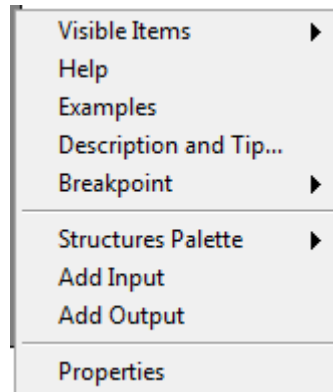 Visible Items
Help
Examples
Description and Tip...
Breakpoint
Structures Palette
Add Input
Add Output
Properties